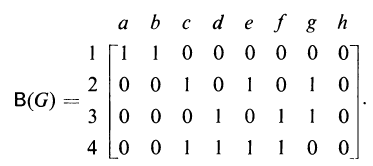 a b c d e f g h
1 1 1 0 0 0 0 0 0
B(G) = 2 0 0 1 0 1 0 1 0
3 0 0 0 1 0 1 1 0
4 0 0 1 1 1 1 0 0 .